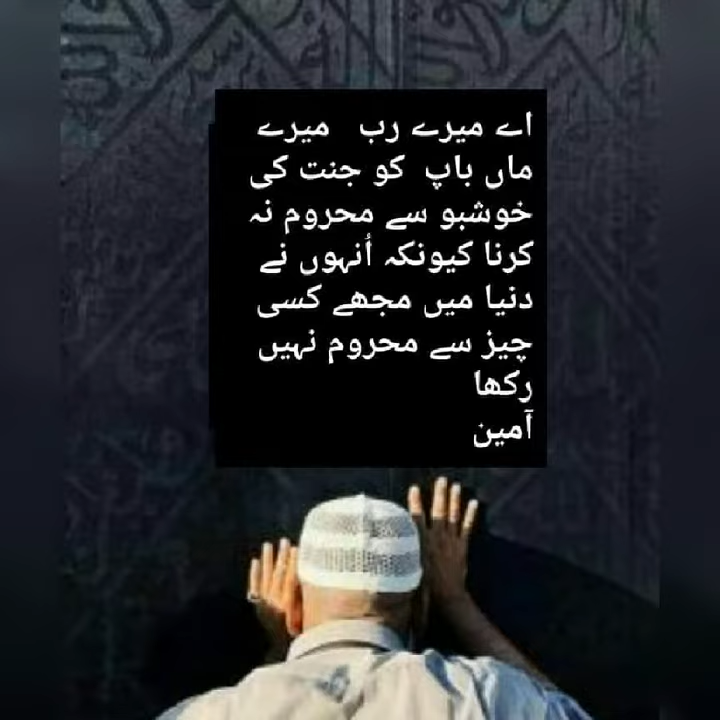 اے میرے رب میرے
ماں باپ کو جنت کی
خوشبو سے محروم نہ
کرنا کیونکہ اُنہوں نے
دنیا میں مجھے کسی
چیز سے محروم نہیں
رکھا
آمین